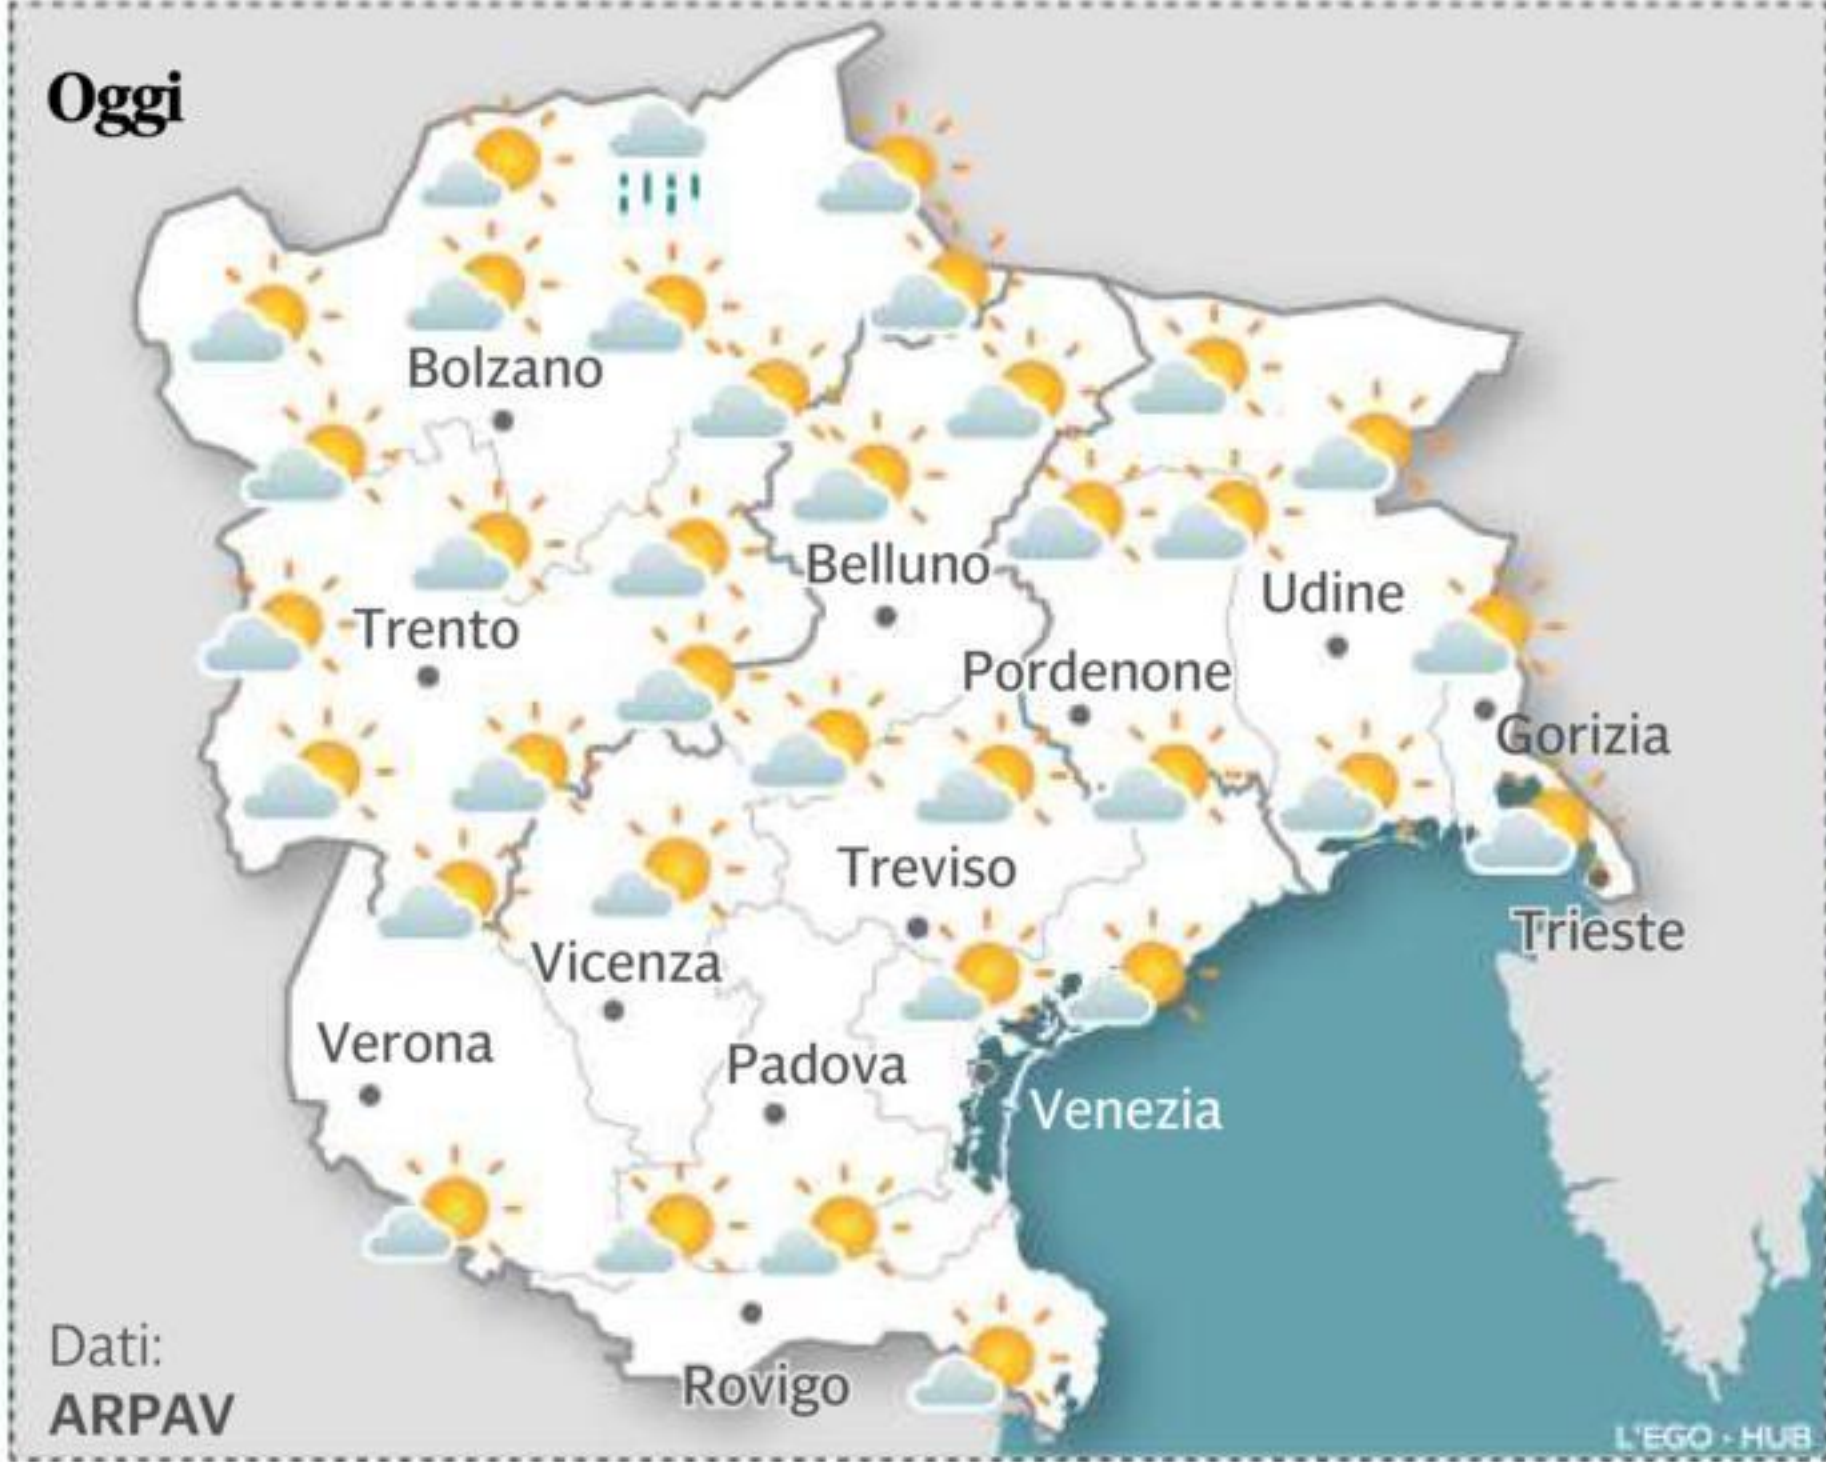 Oggi
Bolzano
Belluno
Udine
Trento
Pordenone
Gorizia
Treviso
Trieste
Vicenza
Verona
Padova
Venezia
Dati:
ARPAV
Rovigo
L'EGO - HUB